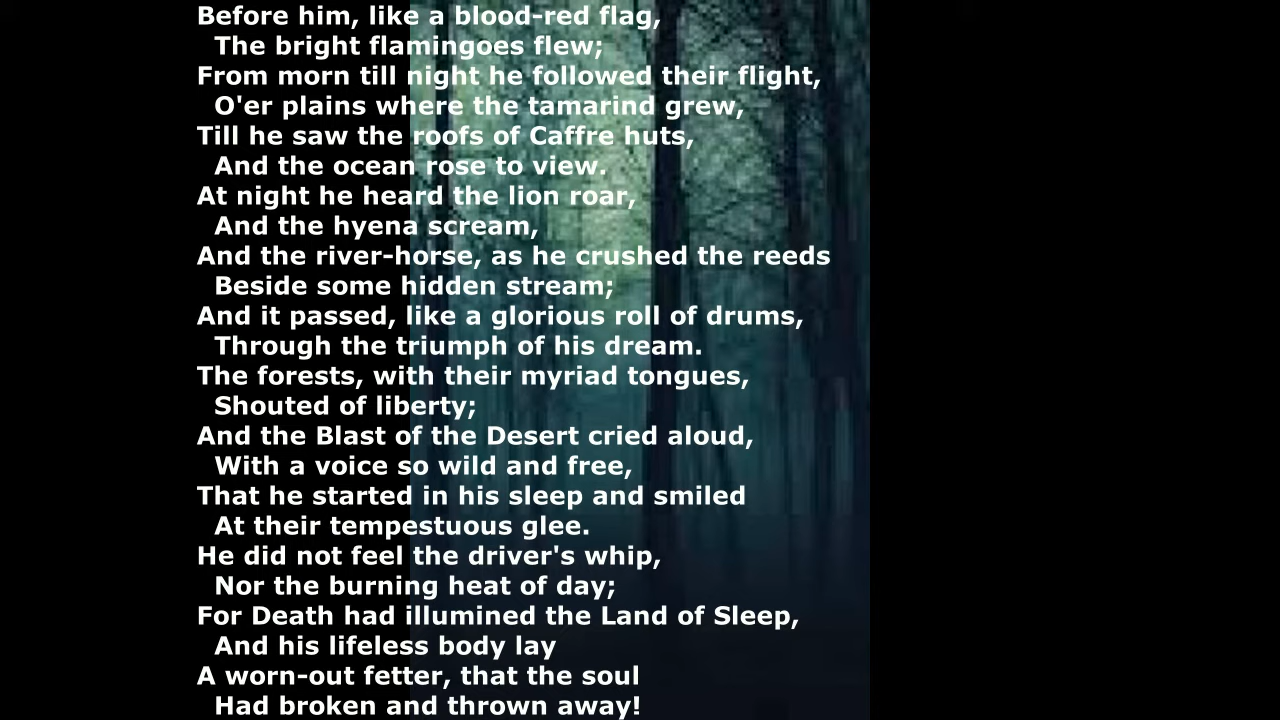 Before him, like a blood-red flag,
The bright flamingoes flew;
From morn till night he followed their flight,
O'er plains where the tamarind grew,
Till he saw the roofs of Caffre huts,
And the ocean rose to view.
At night he heard the lion roar,
And the hyena scream,
And the river-horse, as he crushed the reeds
Beside some hidden stream;
And it passed, like a glorious roll of drums,
Through the triumph of his dream.
The forests, with their myriad tongues,
Shouted of liberty;
And the Blast of the Desert cried aloud,
With a voice so wild and free,
That he started in his sleep and smiled
At their tempestuous glee.
He did not feel the driver's whip,
Nor the burning heat of day;
For Death had illumined the Land of Sleep,
And his lifeless body lay
A worn-out fetter, that the soul
Had broken and thrown away!